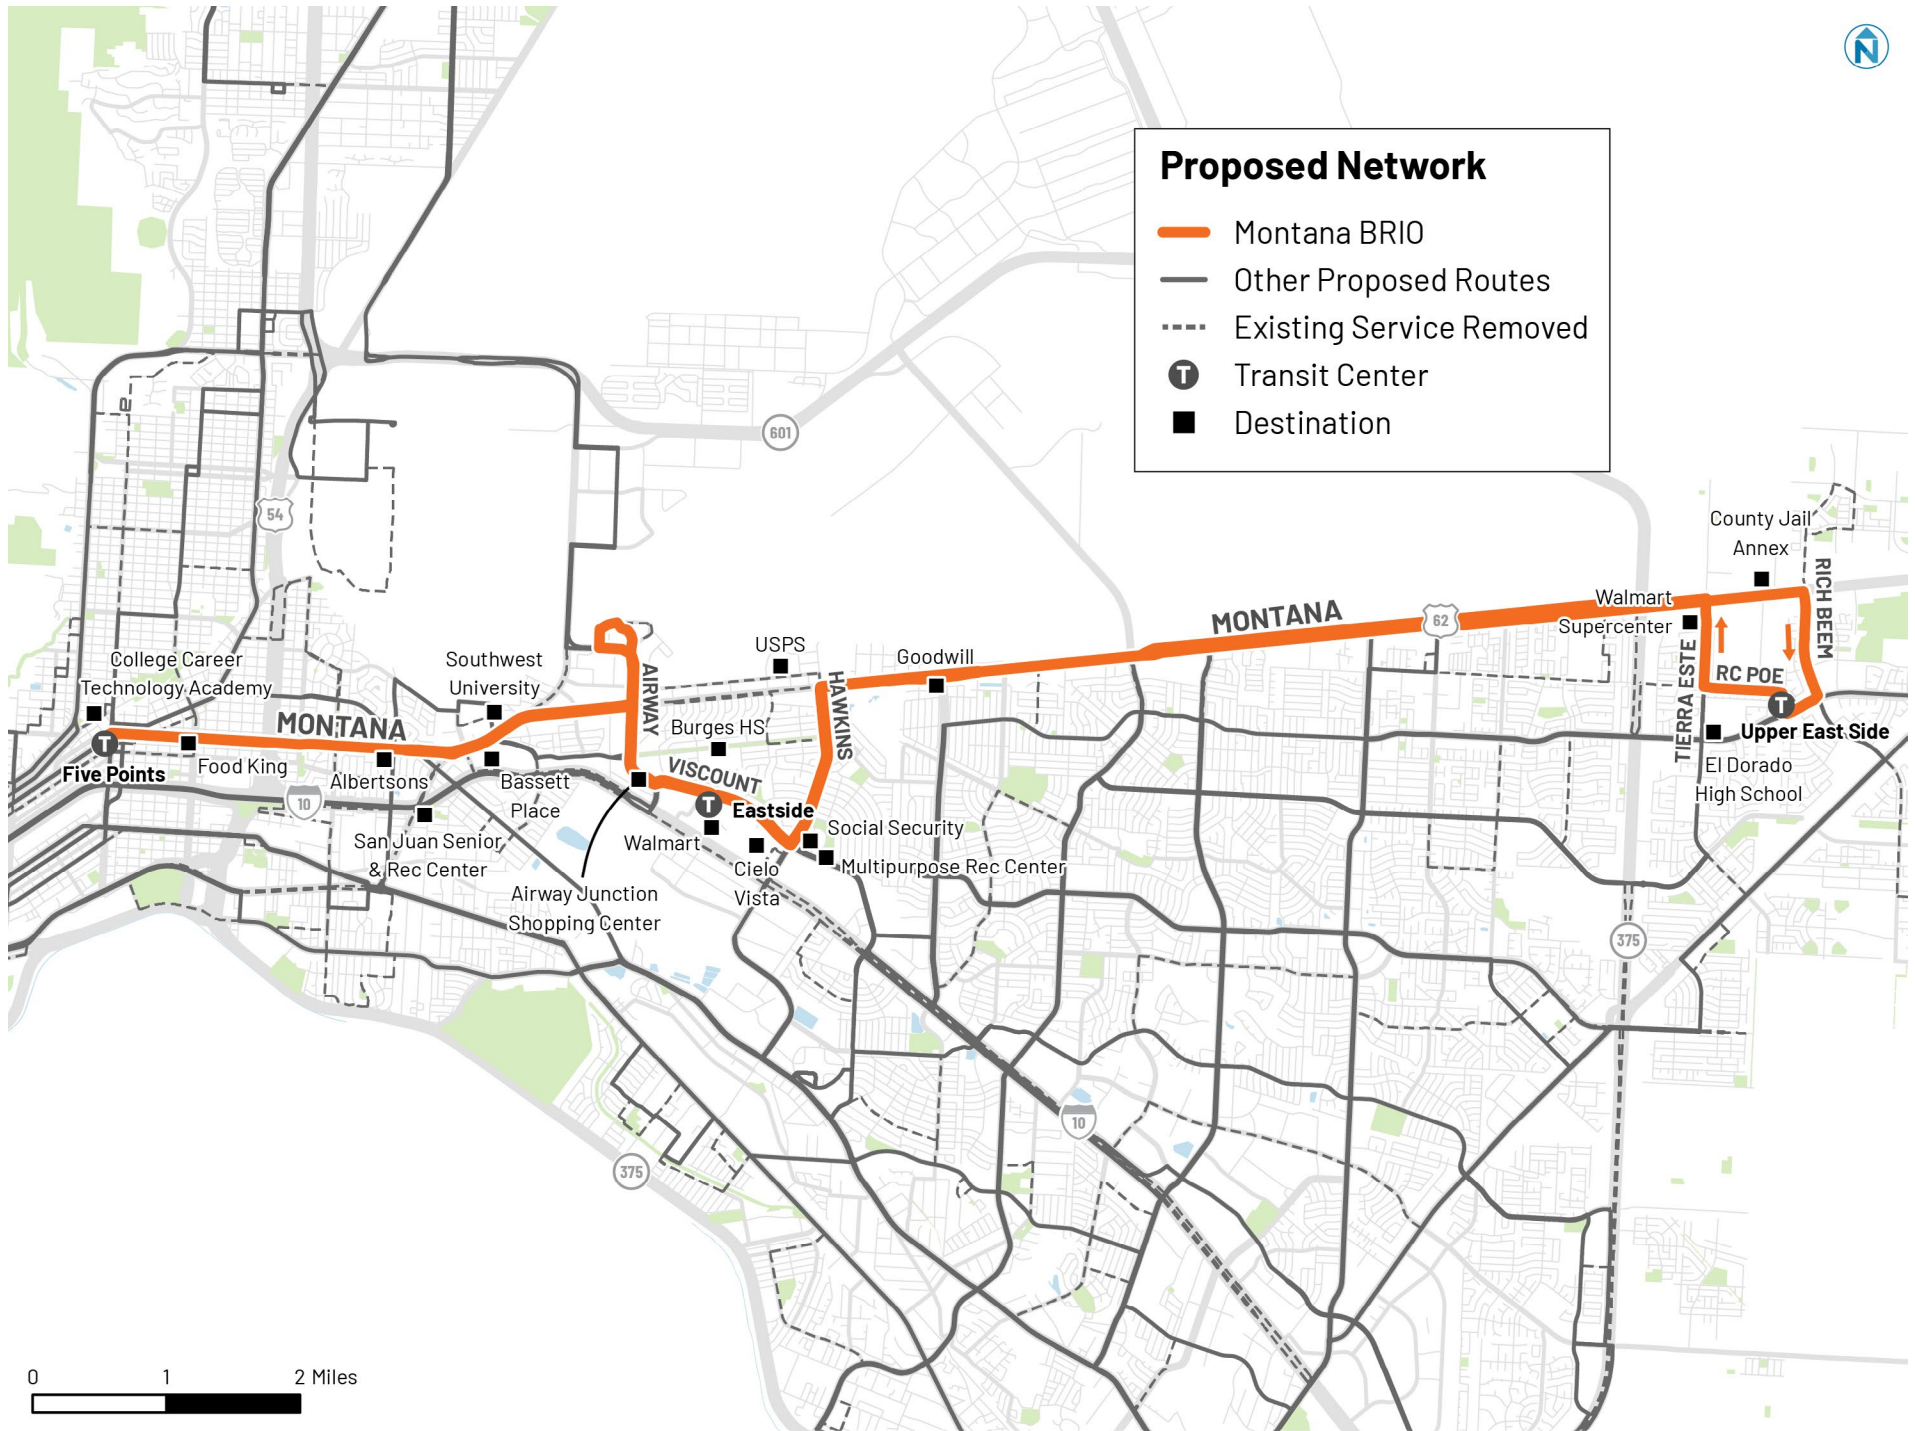 N
Proposed Network
Montana BRIO
Other Proposed Routes
Existing Service Removed
T Transit Center
Destination
601
54
County Jail
Annex
RICH BEEM
Walmart
Supercenter
MONTANA
62
TIERRA ESTE
RC POE
T
Upper East Side
El Dorado
High School
USPS
Goodwill
HAWKINS
AIRWAY
College Career
Technology Academy
Southwest
University
MONTANA
Burges HS
VISCOUNT
T
Five Points
Food King
Albertsons
Bassett
Place
10
San Juan Senior
& Rec Center
T
Eastside
Walmart
Cielo
Vista
Social Security
Multipurpose Rec Center
Airway Junction
Shopping Center
375
10
375
0 1 2 Miles